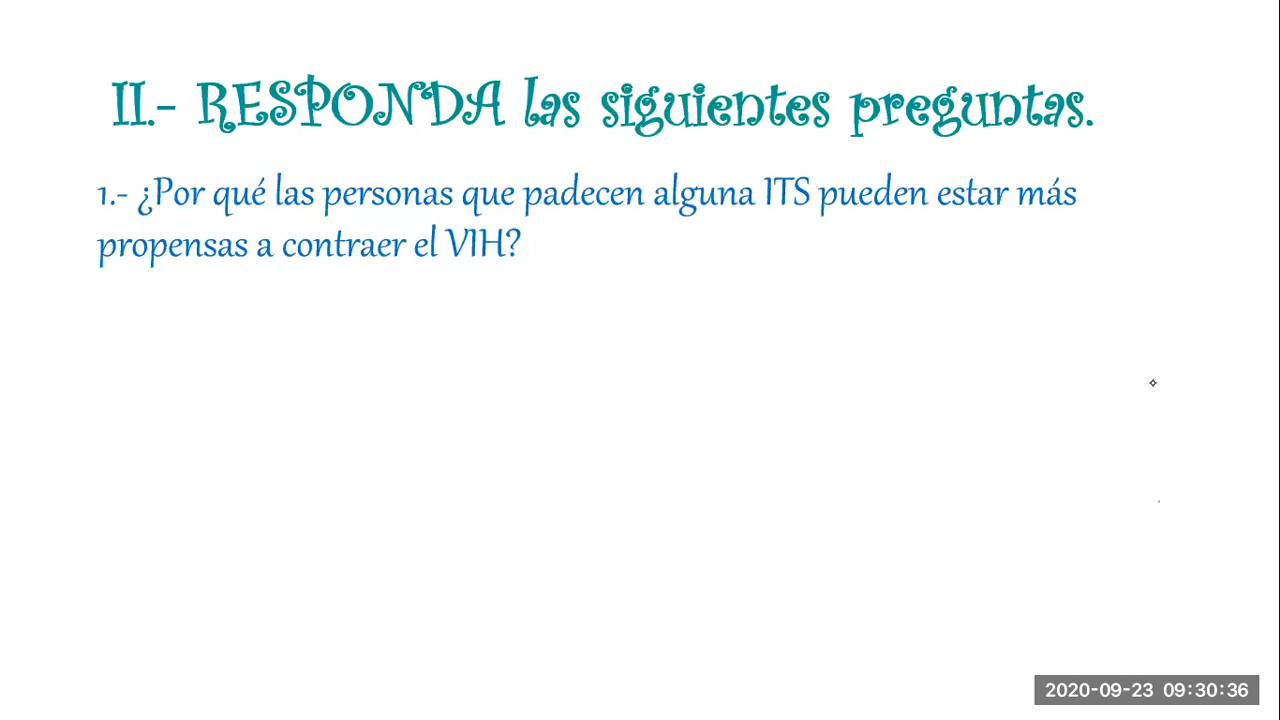 II.- RESPONDA las siguientes preguntas.
1.- ¿Por qué las personas que padecen alguna ITS pueden estar más
propensas a contraer el VIH?
2020-09-23 09:30:36